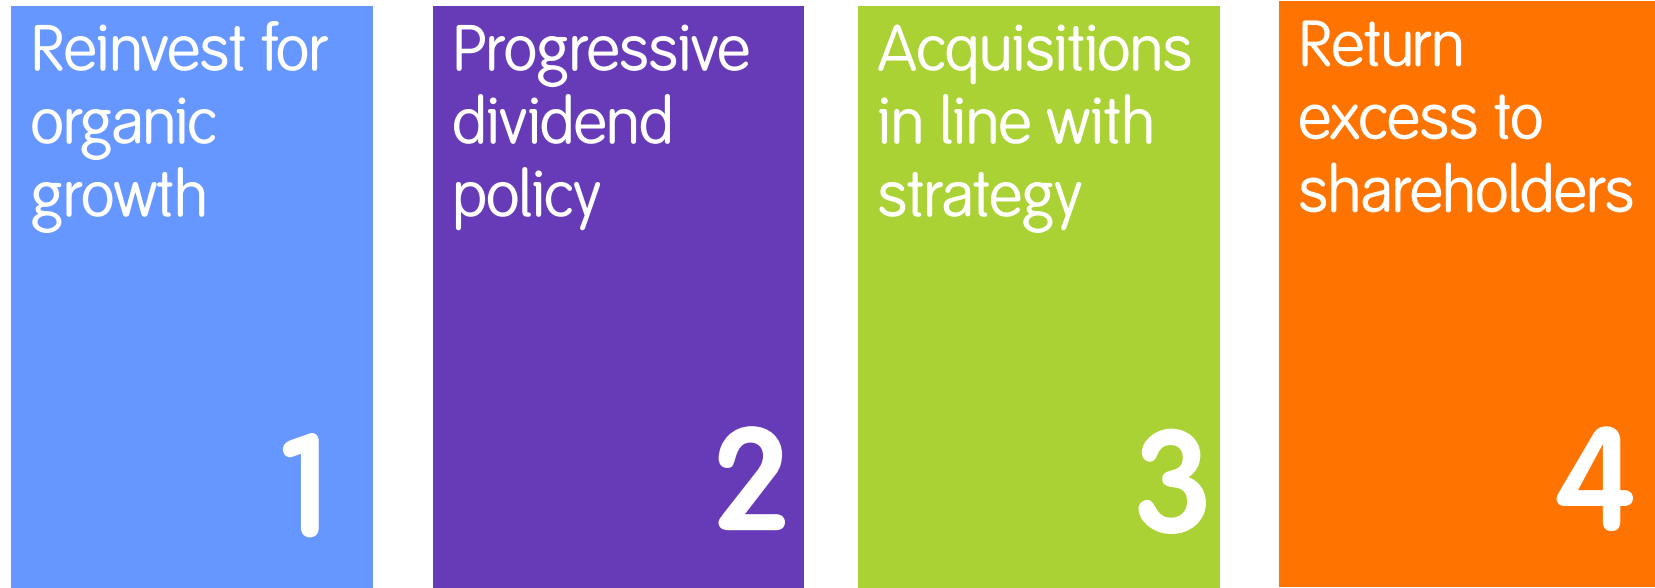 Reinvest for
organic
growth
1
Progressive
dividend
policy
2
Acquisitions
in line with
strategy
3
Return
excess to
shareholders
4